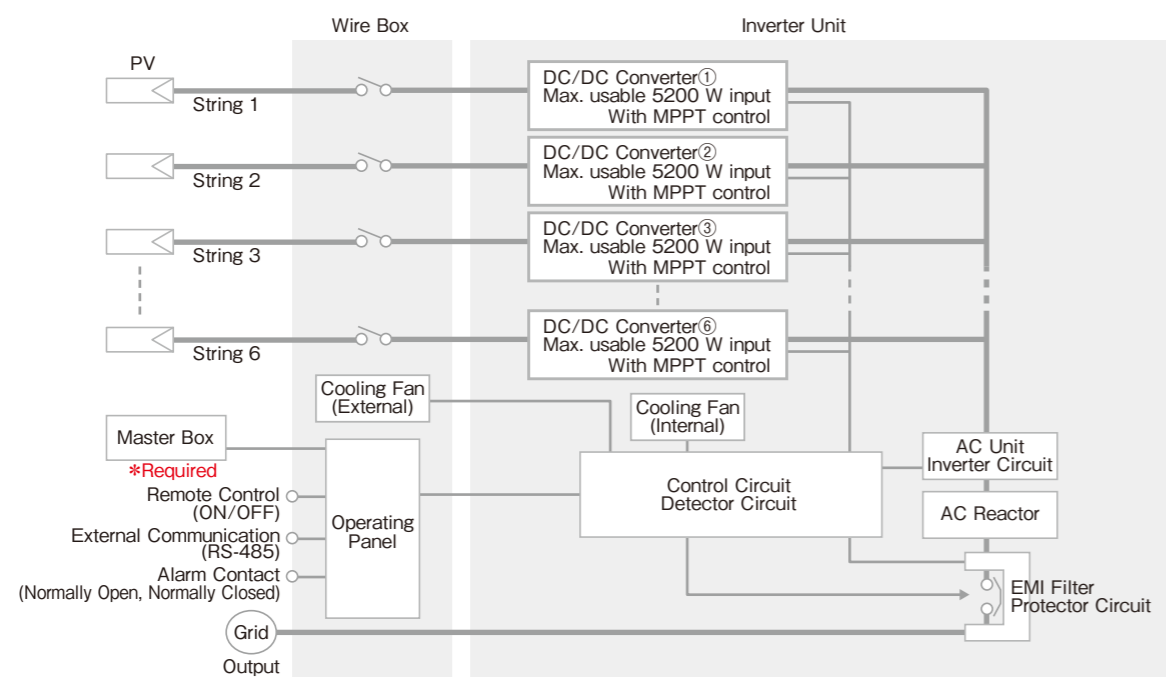 Wire Box
Inverter Unit
PV
String 1
DC/DC Converter①
Max. usable 5200 W input
With MPPT control
String 2
DC/DC Converter②
Max. usable 5200 W input
With MPPT control
String 3
DC/DC Converter③
Max. usable 5200 W input
With MPPT control
String 6
DC/DC Converter⑥
Max. usable 5200 W input
With MPPT control
Cooling Fan
(External)
Cooling Fan
(Internal)
Master Box
*Required
Remote Control
(ON/OFF)
External Communication
(RS-485)
Alarm Contact
(Normally Open, Normally Closed)
Operating
Panel
Control Circuit
Detector Circuit
AC Unit
Inverter Circuit
AC Reactor
EMI Filter
Protector Circuit
Grid
Output